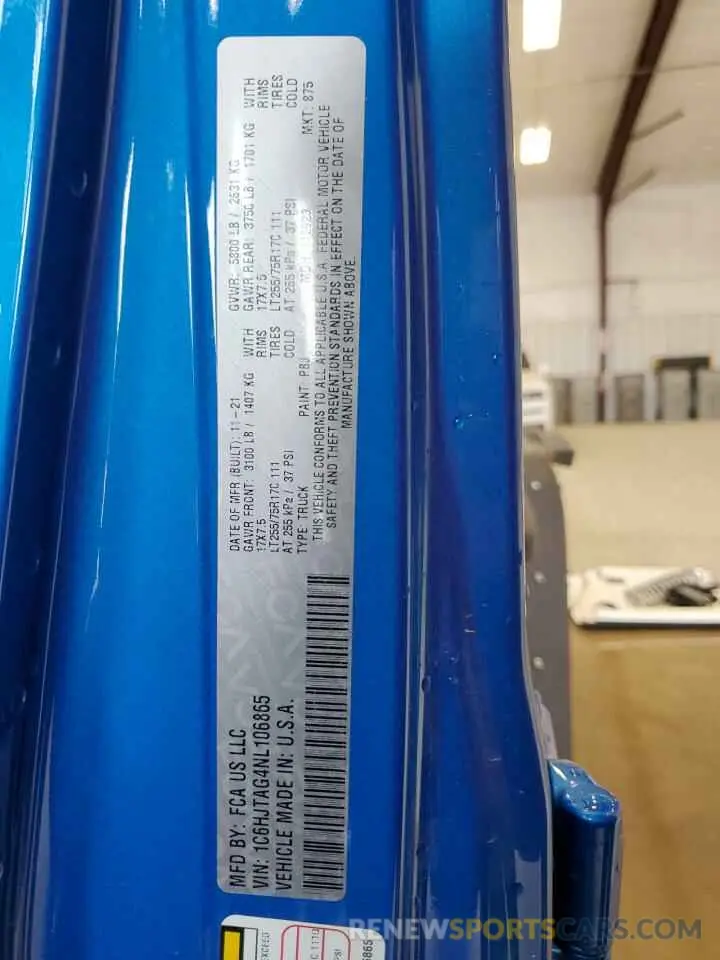 MFD BY: FCA US LLC
VIN: 1C6HJTAG4NL106865
VEHICLE MADE IN: U.S.A.
DATE OF MFR (BUILT): 11-21 GVWR: 5800 LB / 2631 KG
GAWR FRONT: 3100 LB / 1407 KG WITH GAWR REAR: 3750 LB / 1701 KG WITH
17X7.5 RIMS 17X7.5 RIMS
LT255/75R17C 111 TIRES LT255/75R17C 111 TIRES
AT 255 kPa / 37 PSI COLD AT 255 kPa / 37 PSI COLD
TYPE: TRUCK PAINT: PBJ MKT: 875
THIS VEHICLE CONFORMS TO ALL APPLICABLE U.S.A. FEDERAL MOTOR VEHICLE
SAFETY AND THEFT PREVENTION STANDARDS IN EFFECT ON THE DATE OF
MANUFACTURE SHOWN ABOVE.
EXCEED
PSI
RENEWSPORTSCARS.COM